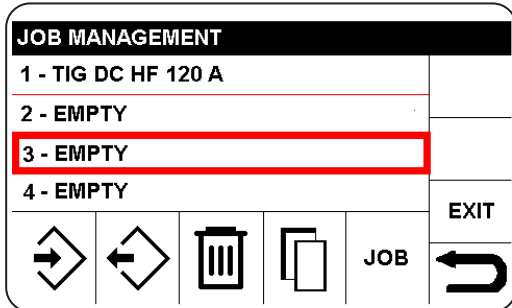 JOB MANAGEMENT
1 - TIG DC HF 120 A
2 - EMPTY
3 - EMPTY
4 - EMPTY
EXIT
JOB